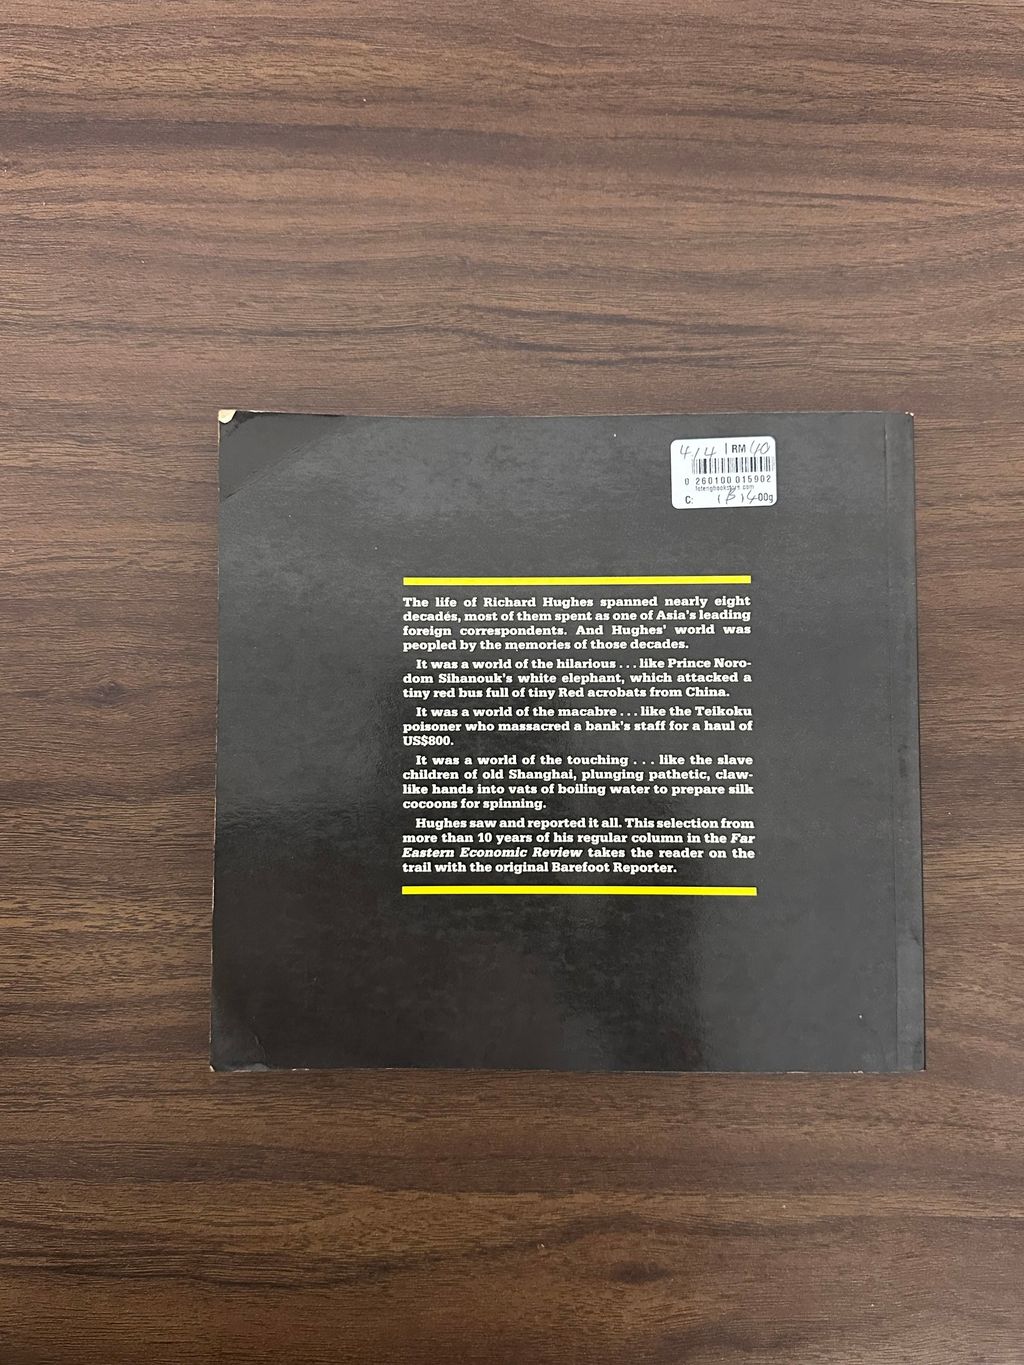 414 | RM 40
0 260100 015902
C: 00g
The life of Richard Hughes spanned nearly eight
decades, most of them spent as one of Asia's leading
foreign correspondents. And Hughes' world was
peopled by the memories of those decades.
It was a world of the hilarious . . . like Prince Noro-
dom Sihanouk's white elephant, which attacked a
tiny red bus full of tiny Red acrobats from China.
It was a world of the macabre . . . like the Teikoku
poisoner who massacred a bank's staff for a haul of
US$800.
It was a world of the touching . . . like the slave
children of old Shanghai, plunging pathetic, claw-
like hands into vats of boiling water to prepare silk
cocoons for spinning.
Hughes saw and reported it all. This selection from
more than 10 years of his regular column in the Far
Eastern Economic Review takes the reader on the
trail with the original Barefoot Reporter.